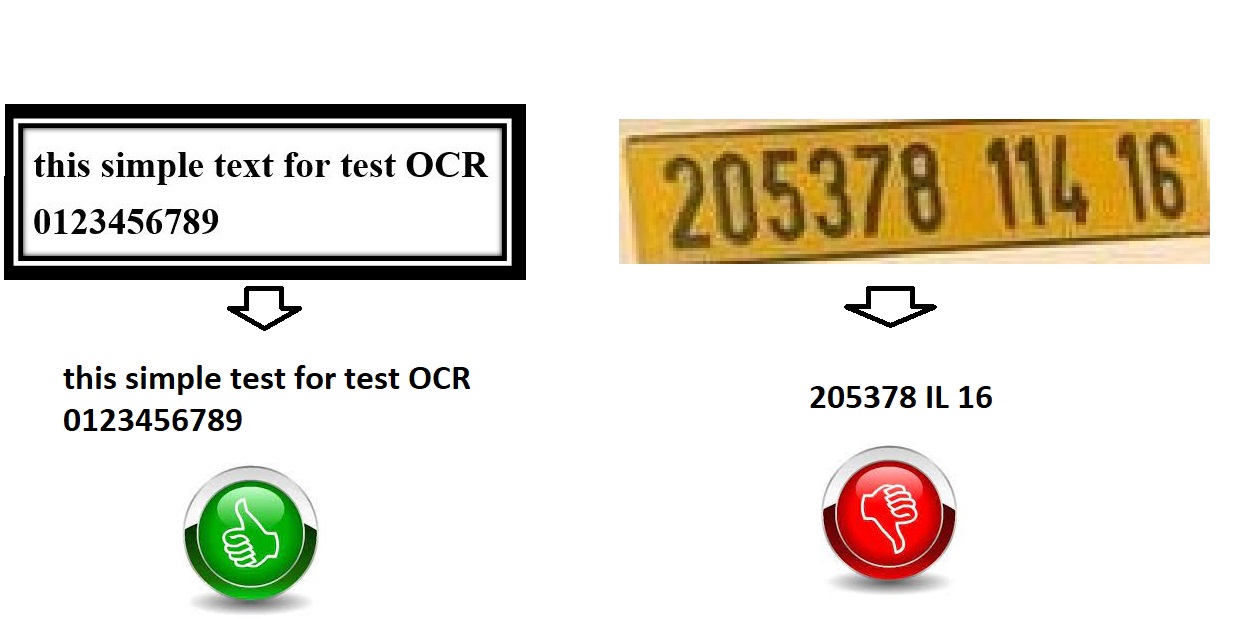 this simple text for test OCR
0123456789
this simple test for test OCR
0123456789
205378 114 16
205378 IL 16